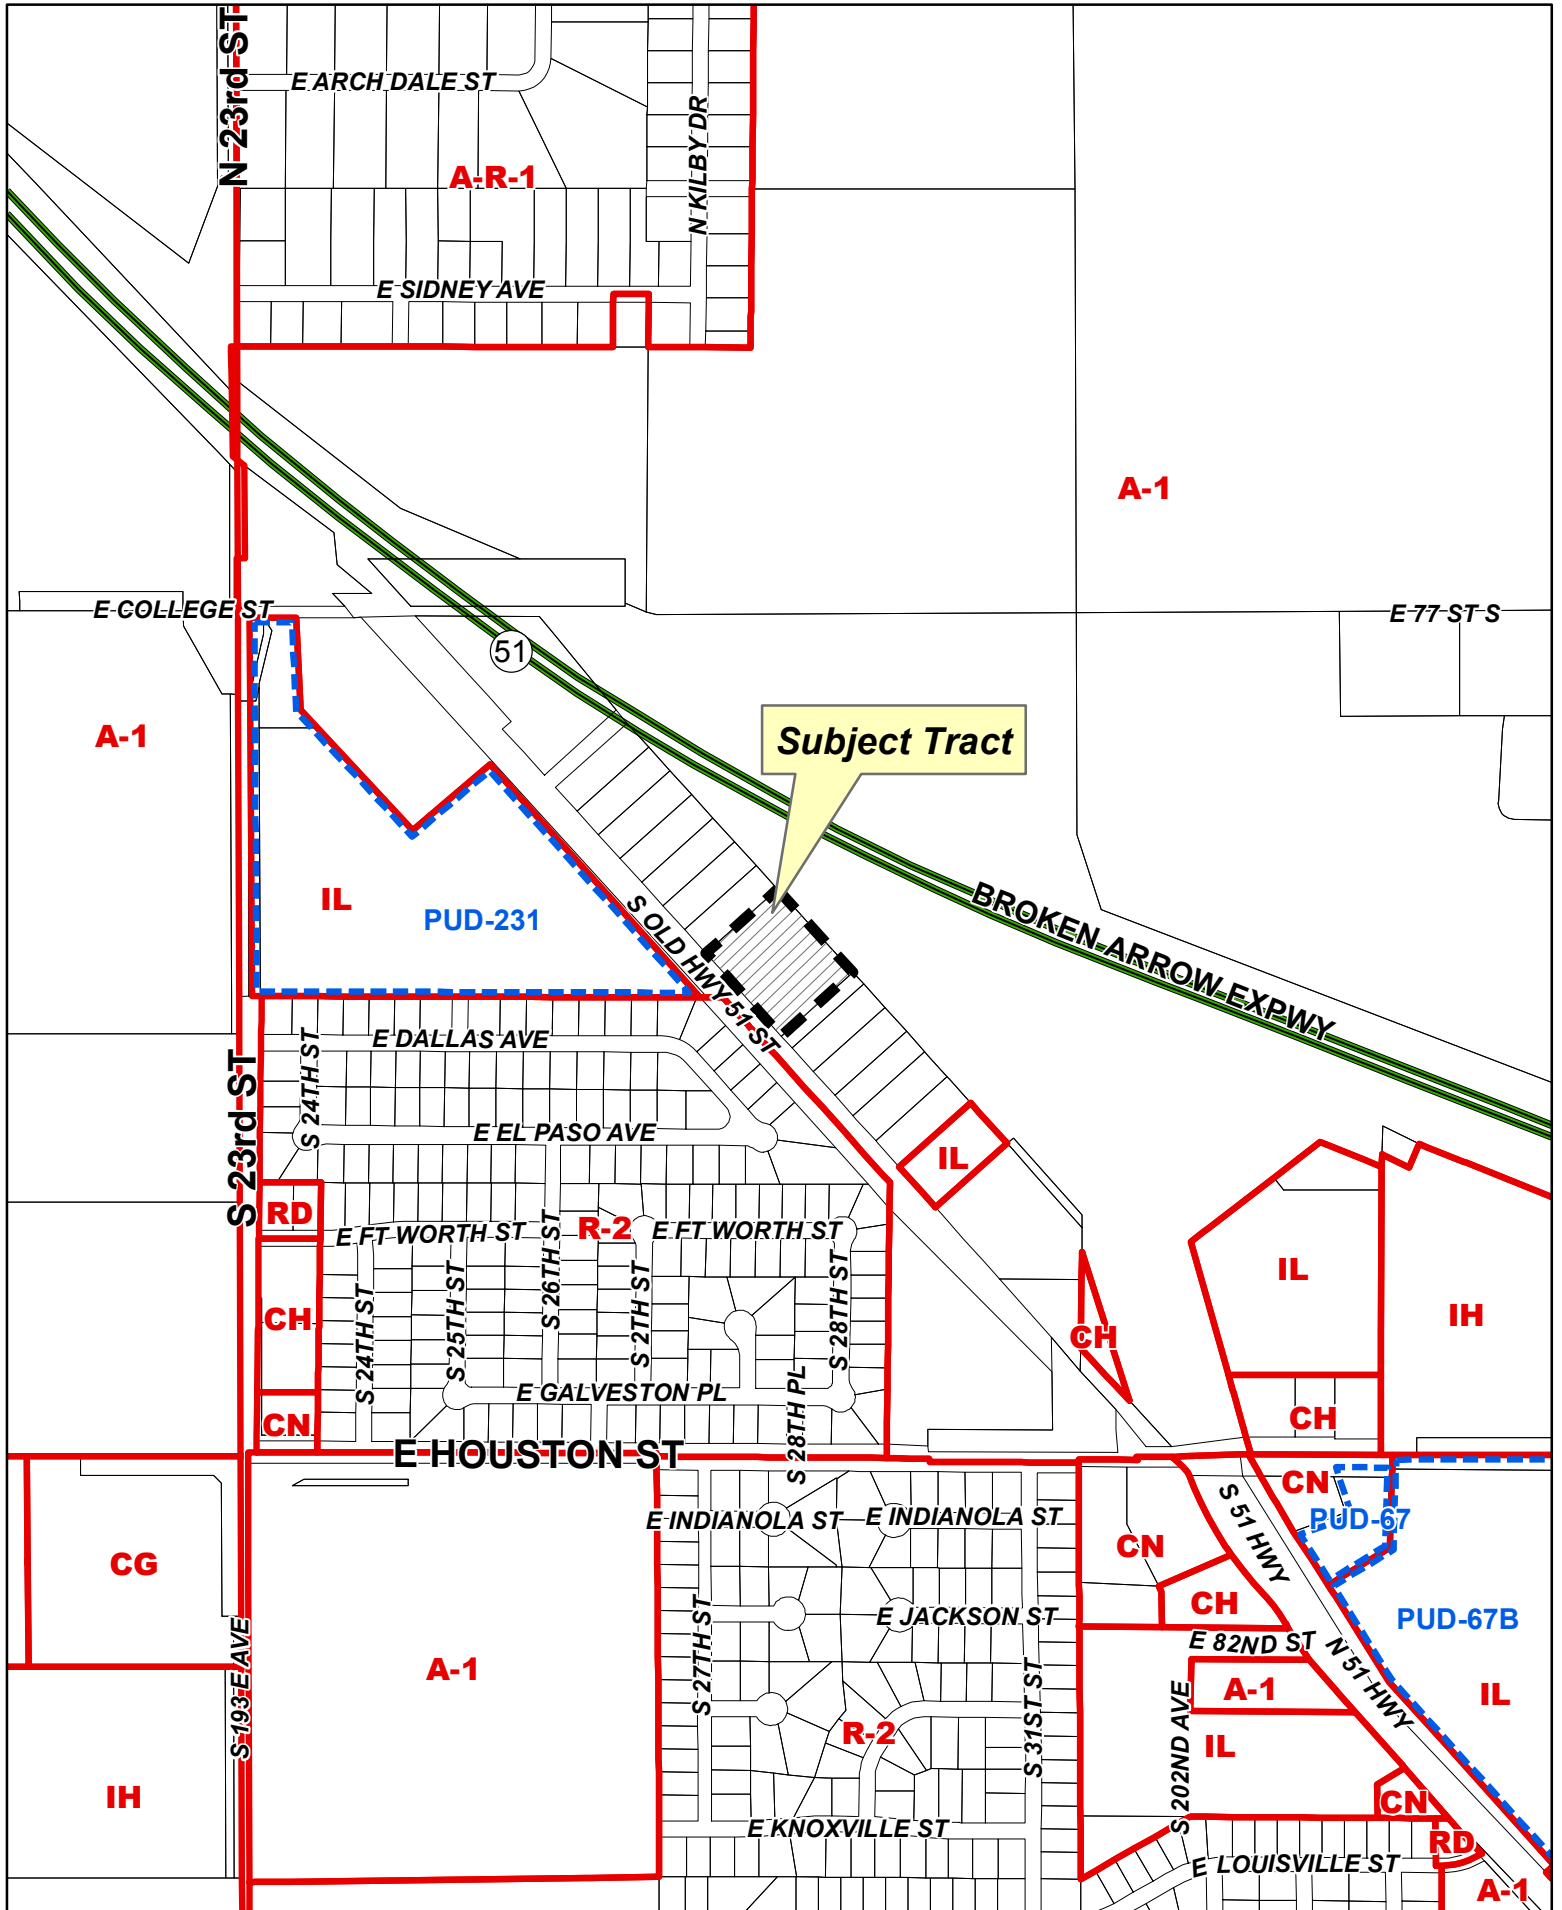 N 23rd ST
E ARCH DALE ST
N KILBY DR
A-R-1
E SIDNEY AVE
A-1
E COLLEGE ST
E 77 ST S
51
A-1
Subject Tract
IL
PUD-231
S OLD HWY 51 ST
BROKEN ARROW EXPWY
E DALLAS AVE
S 24TH ST
S 23rd ST
E EL PASO AVE
IL
RD
E FT WORTH ST
S 26TH ST
R-2
E FT WORTH ST
IL
IH
CH
S 24TH ST
S 25TH ST
S 2TH ST
S 28TH ST
CH
E GALVESTON PL
S 28TH PL
CN
CH
E HOUSTON ST
CN
S 51 HWY
PUD-67
E INDIANOLA ST
E INDIANOLA ST
CN
CG
CH
E JACKSON ST
S 27TH ST
PUD-67B
E 82ND ST
N 51 HWY
S 193 E AVE
A-1
A-1
S 31ST ST
S 202ND AVE
IL
R-2
IL
IH
CN
E KNOXVILLE ST
RD
E LOUISVILLE ST
A-1